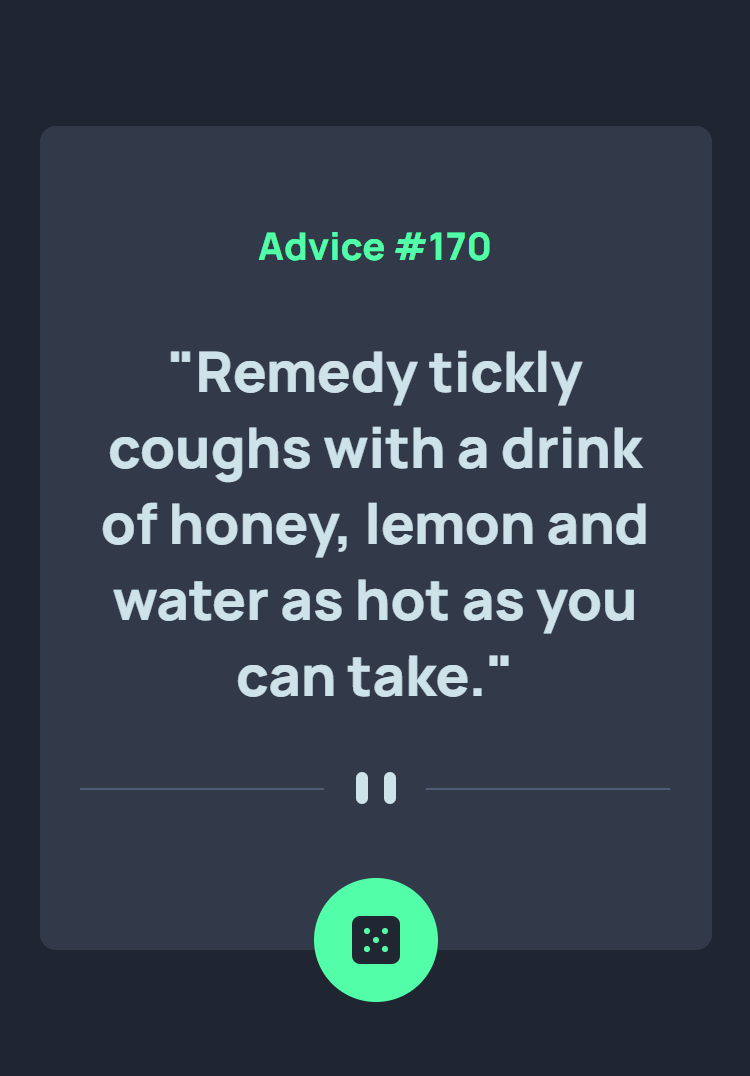 Advice #170
"Remedy tickly
coughs with a drink
of honey, lemon and
water as hot as you
can take."